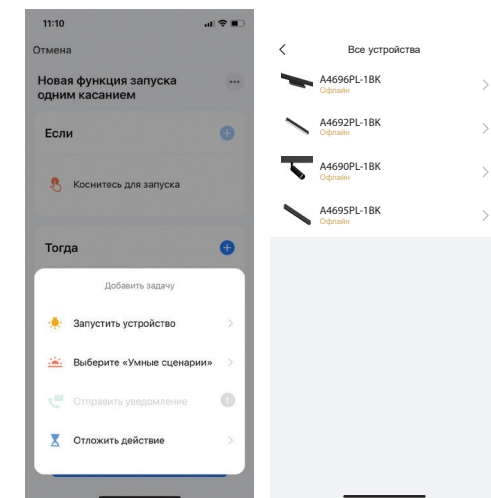 11:10
Отмена
Новая функция запуска
одним касанием
Если
Коснитесь для запуска
Тогда
Добавить задачу
Запустить устройство
Выберите «Умные сценарии»
Отправить уведомление
Отложить действие
Все устройства
A4696PL-1BK
Офлайн
A4692PL-1BK
Офлайн
A4690PL-1BK
Офлайн
A4695PL-1BK
Офлайн